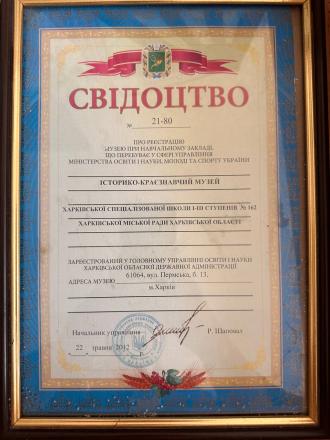 СВІДОЦТВО
№ 21-80
ПРО РЕЄСТРАЦІЮ
МУЗЕЮ ПРИ НАВЧАЛЬНОМУ ЗАКЛАДІ,
ЩО ПЕРЕБУВАЄ У СФЕРІ УПРАВЛІННЯ
МІНІСТЕРСТВА ОСВІТИ І НАУКИ, МОЛОДІ ТА СПОРТУ УКРАЇНИ
ІСТОРИКО-КРАЄЗНАВЧИЙ МУЗЕЙ
ХАРКІВСЬКОЇ СПЕЦІАЛІЗОВАНОЇ ШКОЛИ І-ІІІ СТУПЕНІВ № 162
ХАРКІВСЬКОЇ МІСЬКОЇ РАДИ ХАРКІВСЬКОЇ ОБЛАСТІ
ЗАРЕЄСТРОВАНИЙ У ГОЛОВНОМУ УПРАВЛІННІ ОСВІТИ І НАУКИ
ХАРКІВСЬКОЇ ОБЛАСНОЇ ДЕРЖАВНОЇ АДМІНІСТРАЦІЇ
61064, вул. Пермська, б. 13,
АДРЕСА МУЗЕЮ м.Харків
Начальник управління Р. Шаповал
22 травня 2012